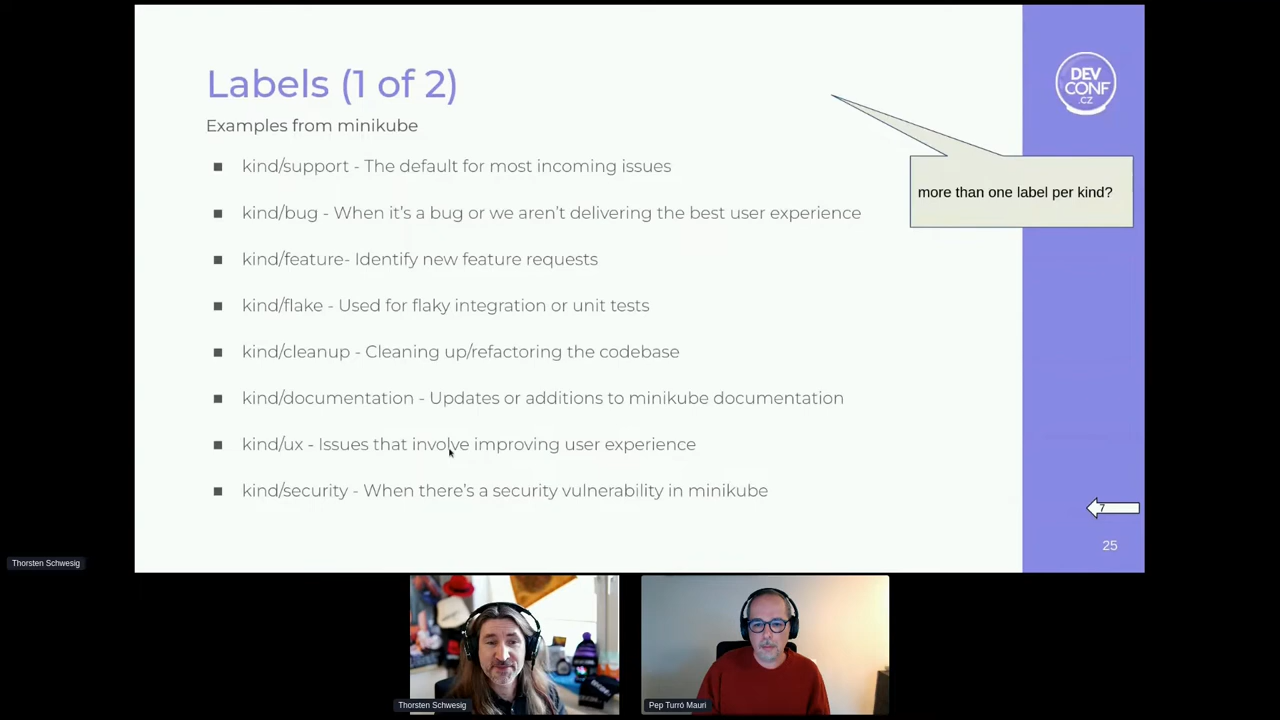 Labels (1 of 2)
Examples from minikube
kind/support - The default for most incoming issues
kind/bug - When it's a bug or we aren't delivering the best user experience
kind/feature- Identify new feature requests
kind/flake - Used for flaky integration or unit tests
kind/cleanup - Cleaning up/refactoring the codebase
kind/documentation - Updates or additions to minikube documentation
kind/ux - Issues that involve improving user experience
kind/security - When there's a security vulnerability in minikube
DEV
CONF
.CZ
more than one label per kind?
7
25
Thorsten Schwesig
Thorsten Schwesig
Pep Turró Mauri